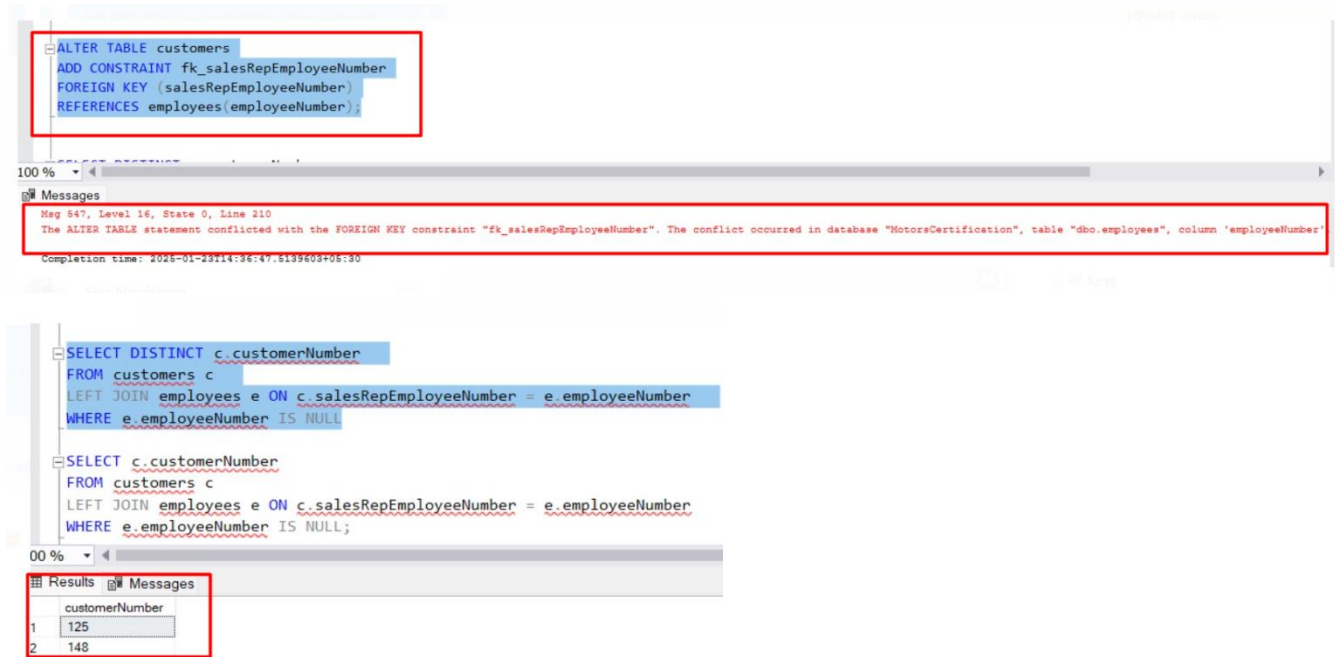 ALTER TABLE customers
ADD CONSTRAINT fk_salesRepEmployeeNumber
FOREIGN KEY (salesRepEmployeeNumber)
REFERENCES employees(employeeNumber);
100 %
Messages
Msg 547, Level 16, State 0, Line 210
The ALTER TABLE statement conflicted with the FOREIGN KEY constraint "fk_salesRepEmployeeNumber". The conflict occurred in database "MotorsCertification", table "dbo.employees", column 'employeeNumber'
Completion time: 2025-01-23T14:36:47.5139603+05:30
SELECT DISTINCT c.customerNumber
FROM customers c
LEFT JOIN employees e ON c.salesRepEmployeeNumber = e.employeeNumber
WHERE e.employeeNumber IS NULL
SELECT c.customerNumber
FROM customers c
LEFT JOIN employees e ON c.salesRepEmployeeNumber = e.employeeNumber
WHERE e.employeeNumber IS NULL;
00 %
Results Messages
customerNumber
1 125
2 148